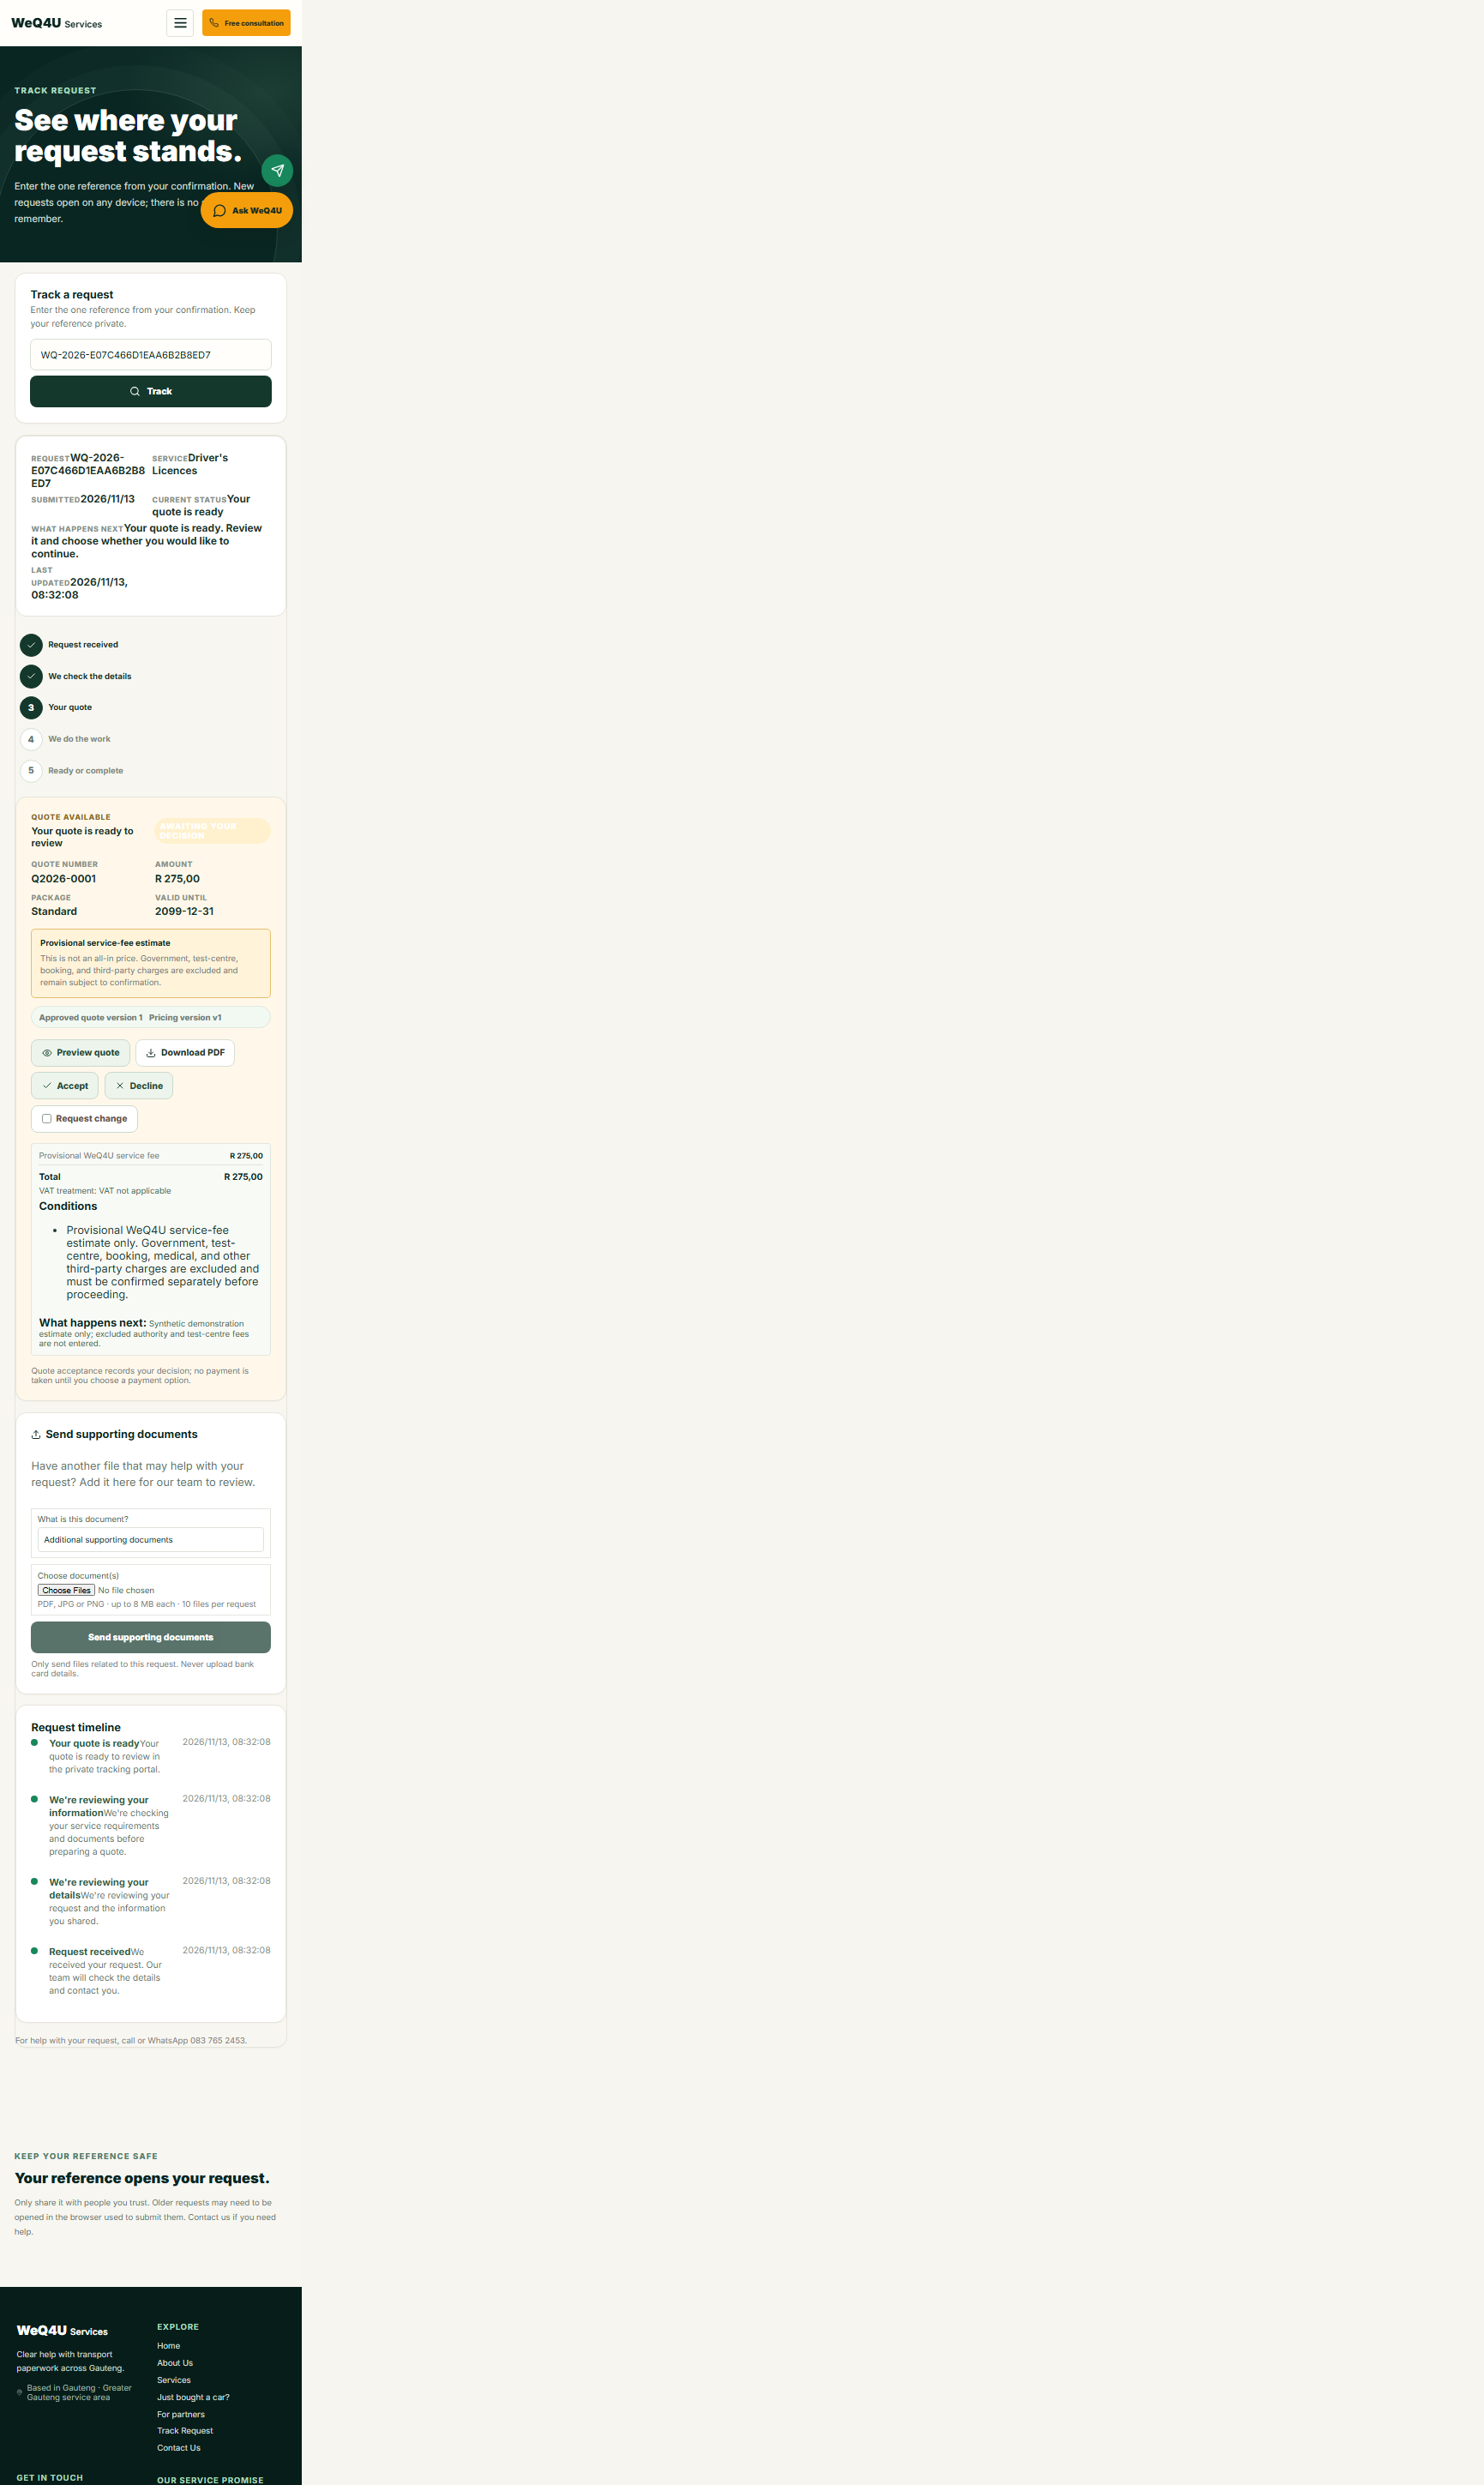 WeQ4U Services
Free consultation
TRACK REQUEST
See where your
request stands.
Enter the one reference from your confirmation. New
requests open on any device; there is no
remember.
Ask WeQ4U
Track a request
Enter the one reference from your confirmation. Keep
your reference private.
WQ-2026-E07C466D1EAA6B2B8ED7
Track
REQUESTWQ-2026-
E07C466D1EAA6B2B8
ED7
SERVICEDriver's
Licences
SUBMITTED2026/11/13
CURRENT STATUSYour
quote is ready
WHAT HAPPENS NEXTYour quote is ready. Review
it and choose whether you would like to
continue.
LAST
UPDATED2026/11/13,
08:32:08
Request received
We check the details
3 Your quote
4 We do the work
5 Ready or complete
QUOTE AVAILABLE
Your quote is ready to
review
AWAITING YOUR
DECISION
QUOTE NUMBER
Q2026-0001
AMOUNT
R 275,00
PACKAGE
Standard
VALID UNTIL
2099-12-31
Provisional service-fee estimate
This is not an all-in price. Government, test-centre,
booking, and third-party charges are excluded and
remain subject to confirmation.
Approved quote version 1 Pricing version v1
Preview quote
Download PDF
Accept
Decline
Request change
Provisional WeQ4U service fee R 275,00
Total R 275,00
VAT treatment: VAT not applicable
Conditions
• Provisional WeQ4U service-fee
estimate only. Government, test-
centre, booking, medical, and other
third-party charges are excluded and
must be confirmed separately before
proceeding.
What happens next: Synthetic demonstration
estimate only; excluded authority and test-centre fees
are not entered.
Quote acceptance records your decision; no payment is
taken until you choose a payment option.
Send supporting documents
Have another file that may help with your
request? Add it here for our team to review.
What is this document?
Additional supporting documents
Choose document(s)
Choose Files No file chosen
PDF, JPG or PNG · up to 8 MB each · 10 files per request
Send supporting documents
Only send files related to this request. Never upload bank
card details.
Request timeline
Your quote is readyYour
quote is ready to review in
the private tracking portal.
2026/11/13, 08:32:08
We're reviewing your
informationWe're checking
your service requirements
and documents before
preparing a quote.
2026/11/13, 08:32:08
We're reviewing your
detailsWe're reviewing your
request and the information
you shared.
2026/11/13, 08:32:08
Request receivedWe
received your request. Our
team will check the details
and contact you.
2026/11/13, 08:32:08
For help with your request, call or WhatsApp 083 765 2453.
KEEP YOUR REFERENCE SAFE
Your reference opens your request.
Only share it with people you trust. Older requests may need to be
opened in the browser used to submit them. Contact us if you need
help.
WeQ4U Services
Clear help with transport
paperwork across Gauteng.
Based in Gauteng · Greater
Gauteng service area
EXPLORE
Home
About Us
Services
Just bought a car?
For partners
Track Request
Contact Us
GET IN TOUCH
OUR SERVICE PROMISE